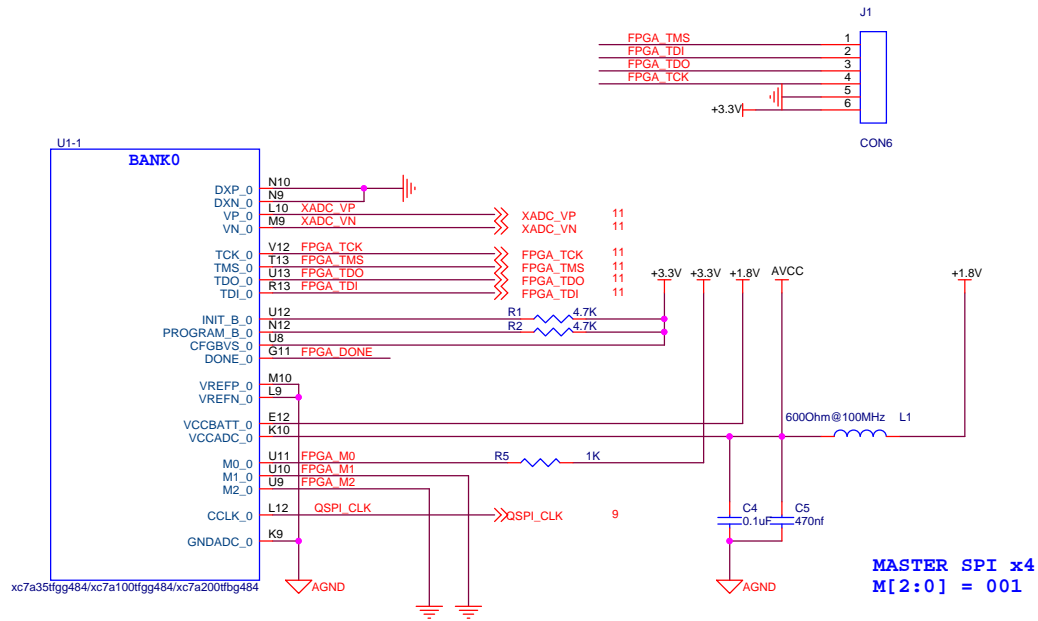 J1
FPGA_TMS 1
FPGA_TDI 2
FPGA_TDO 3
FPGA_TCK 4
5
+3.3V 6
CON6
U1-1
BANK0
DXP_0 N10
DXN_0 N9
VP_0 L10 XADC_VP XADC_VP 11
VN_0 M9 XADC_VN XADC_VN 11
TCK_0 V12 FPGA_TCK FPGA_TCK 11
TMS_0 T13 FPGA_TMS FPGA_TMS 11
TDO_0 U13 FPGA_TDO FPGA_TDO 11
TDI_0 R13 FPGA_TDI FPGA_TDI 11
+3.3V +3.3V +1.8V AVCC +1.8V
INIT_B_0 U12 R1 4.7K
PROGRAM_B_0 N12 R2 4.7K
CFGBVS_0 U8
DONE_0 G11 FPGA_DONE
VREFP_0 M10
VREFN_0 L9
VCCBATT_0 E12 600Ohm@100MHz L1
VCCADC_0 K10
M0_0 U11 FPGA_M0 R5 1K
M1_0 U10 FPGA_M1
M2_0 U9 FPGA_M2
CCLK_0 L12 QSPI_CLK QSPI_CLK 9
C4 C5
0.1uF 470nf
GNDADC_0 K9
AGND AGND
xc7a35tfgg484/xc7a100tfgg484/xc7a200tfbg484
MASTER SPI x4
M[2:0] = 001